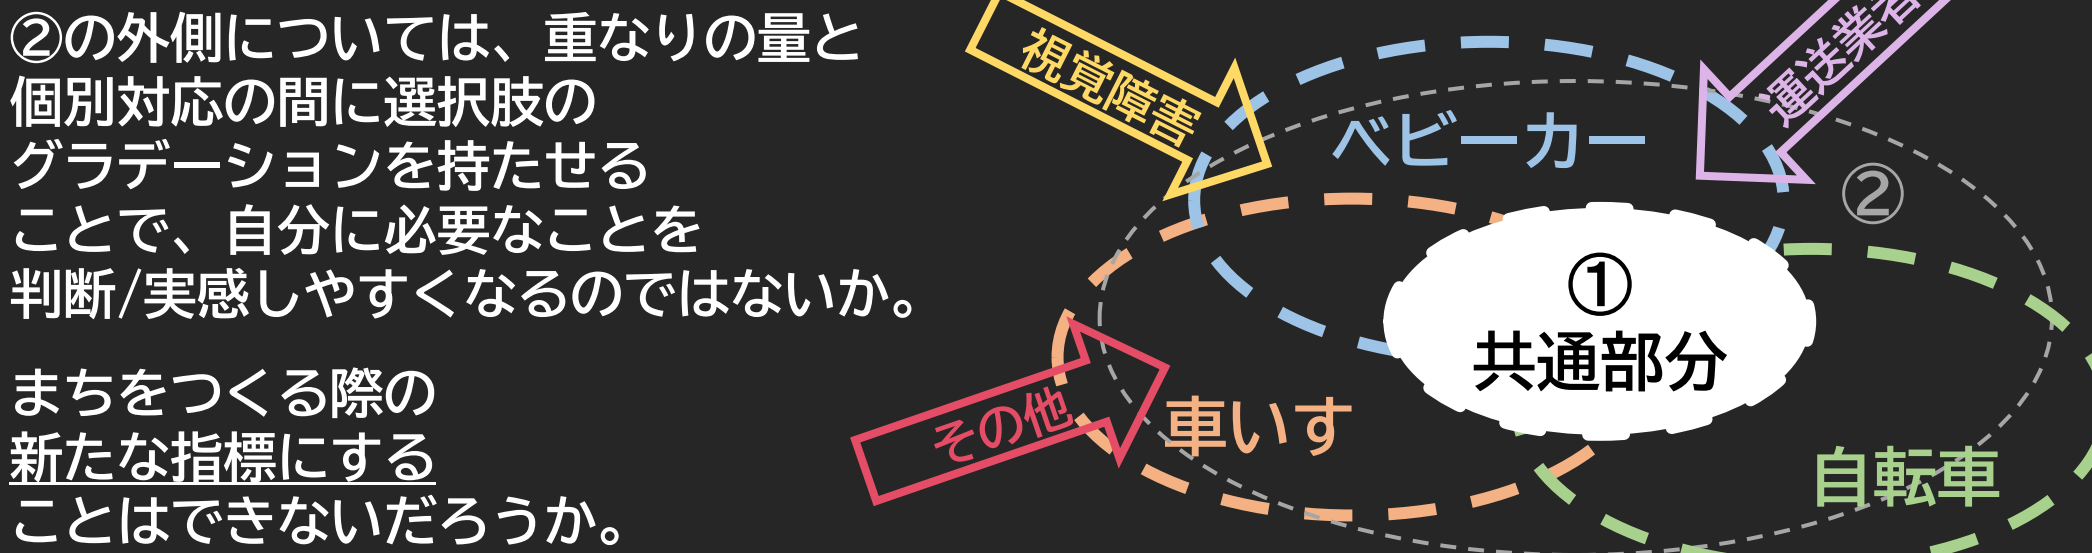 ②の外側については、重なりの量と
個別対応の間に選択肢の
グラデーションを持たせる
ことで、自分に必要なことを
判断/実感しやすくなるのではないか。
まちをつくる際の
新たな指標にする
ことはできないだろうか。
視覚障害
運送業者
ベビーカー
②
①
共通部分
その他
車いす
自転車